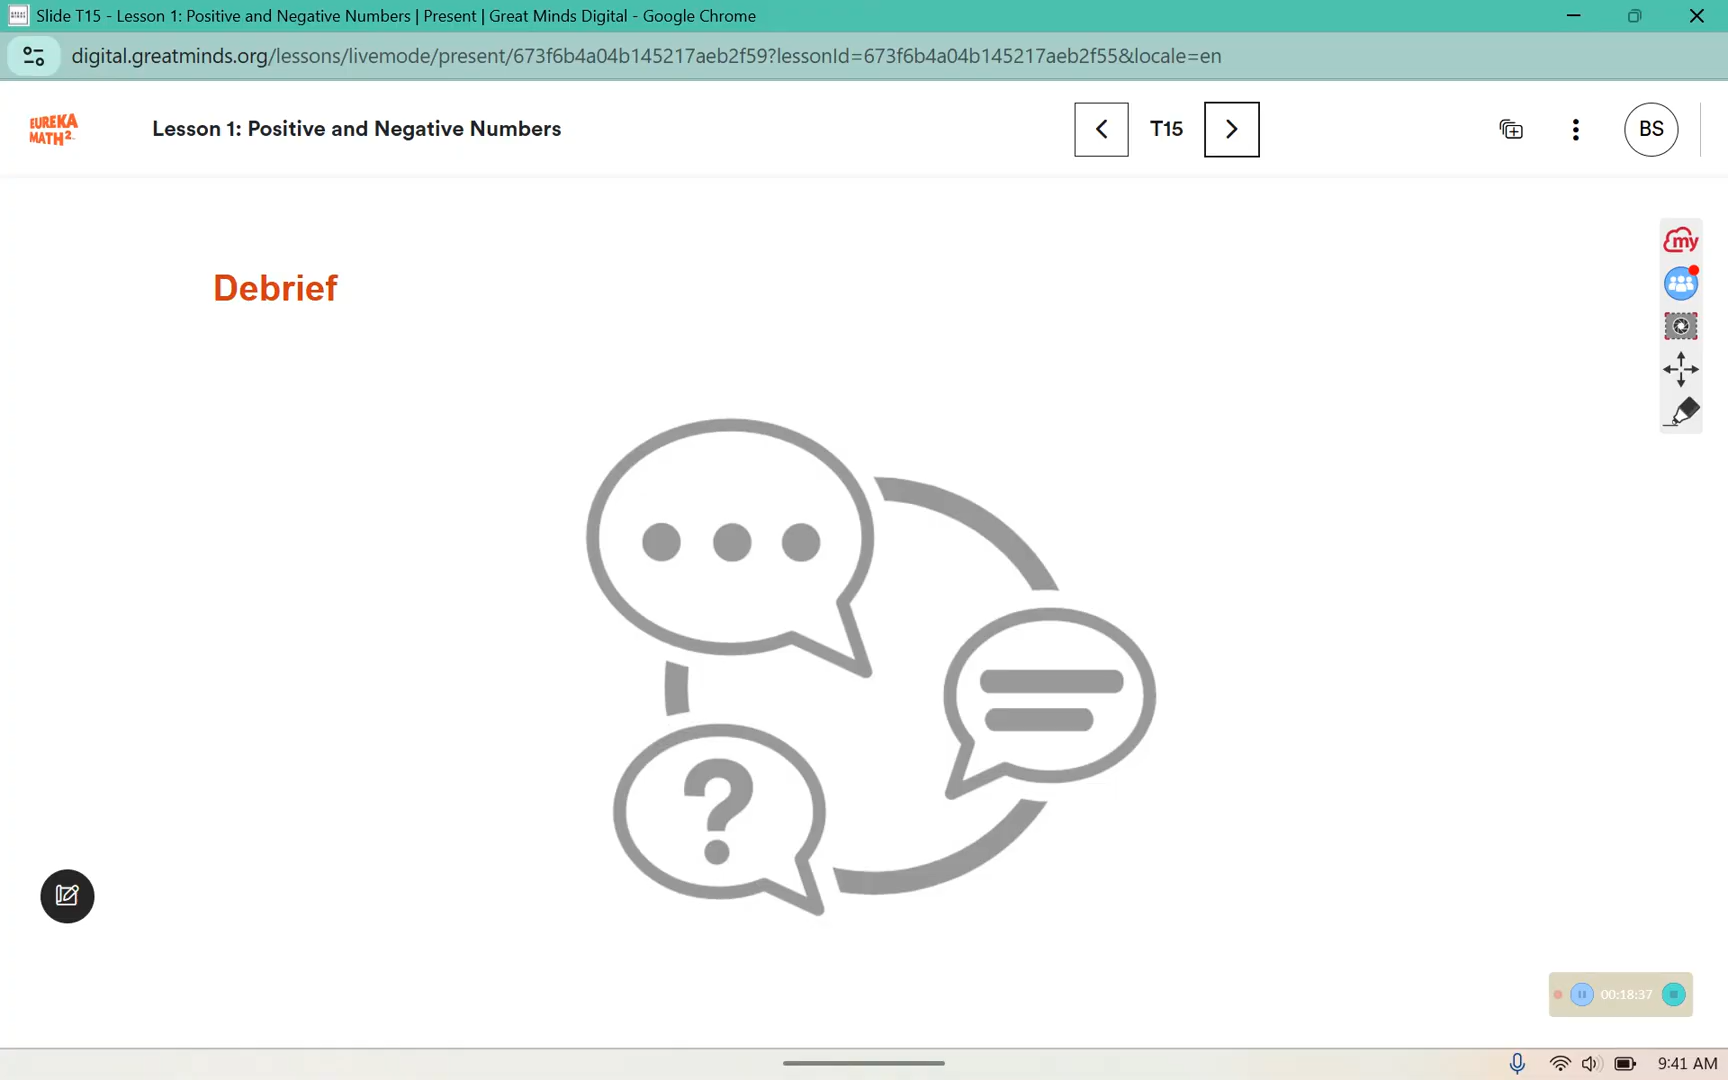 Slide T15 - Lesson 1: Positive and Negative Numbers | Present | Great Minds Digital - Google Chrome
digital.greatminds.org/lessons/livemode/present/673f6b4a04b145217aeb2f59?lessonId=673f6b4a04b145217aeb2f55&locale=en
EUREKA
MATH2
Lesson 1: Positive and Negative Numbers
T15
BS
my
Debrief
?
00:18:37
9:41 AM